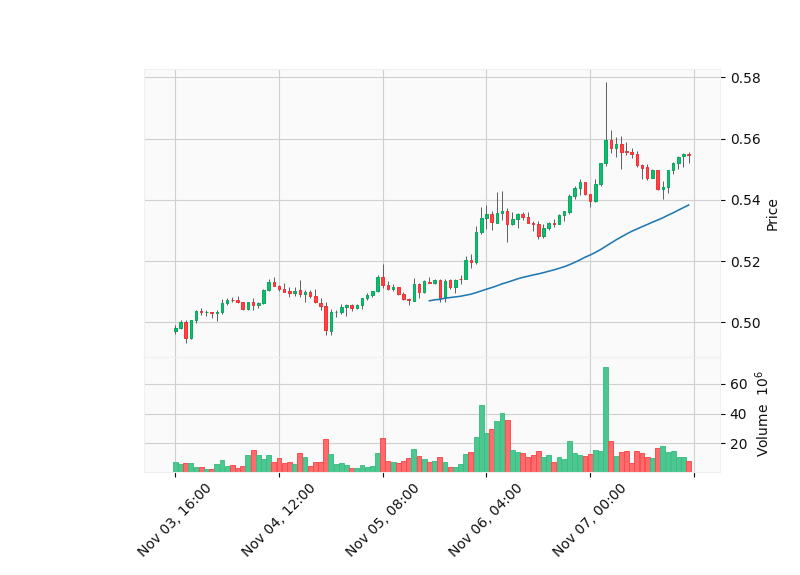 0.58
0.56
0.54
0.52
0.50
Price
60
40
20
Volume 10^6
Nov 03, 16:00
Nov 04, 12:00
Nov 05, 08:00
Nov 06, 04:00
Nov 07, 00:00